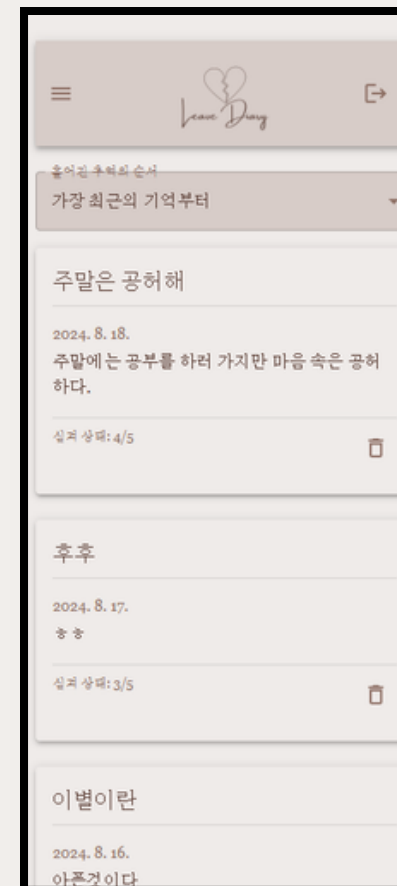 Leave Diary
흩어진 추억의 순서
가장 최근의 기억부터
주말은 공허해
2024. 8. 18.
주말에는 공부를 하러 가지만 마음 속은 공허
하다.
심적 상태: 4/5
후후
2024. 8. 17.
ㅎㅎ
심적 상태: 3/5
이별이란
2024. 8. 16.
아픈것이다